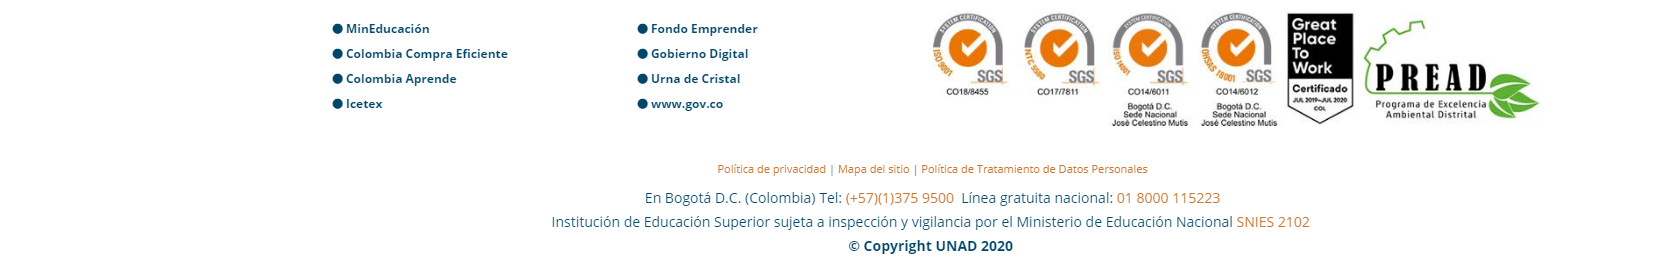 MinEducación
Colombia Compra Eficiente
Colombia Aprende
Icetex
Fondo Emprender
Gobierno Digital
Urna de Cristal
www.gov.co
SYSTEM CERTIFICATION
ISO 9001
SGS
CO18/8455
SYSTEM CERTIFICATION
NTC 5580
SGS
CO17/7811
SYSTEM CERTIFICATION
ISO 14001
SGS
CO14/6011
Bogotá D.C.
Sede Nacional
José Celestino Mutis
SYSTEM CERTIFICATION
OHSAS 18001
SGS
CO14/6012
Bogotá D.C.
Sede Nacional
José Celestino Mutis
Great
Place
To
Work
Certificado
JUL 2019-JUL 2020
COL
PREAD
Programa de Excelencia
Ambiental Distrital
Política de privacidad | Mapa del sitio | Política de Tratamiento de Datos Personales
En Bogotá D.C. (Colombia) Tel: (+57)(1)375 9500 Línea gratuita nacional: 01 8000 115223
Institución de Educación Superior sujeta a inspección y vigilancia por el Ministerio de Educación Nacional SNIES 2102
© Copyright UNAD 2020